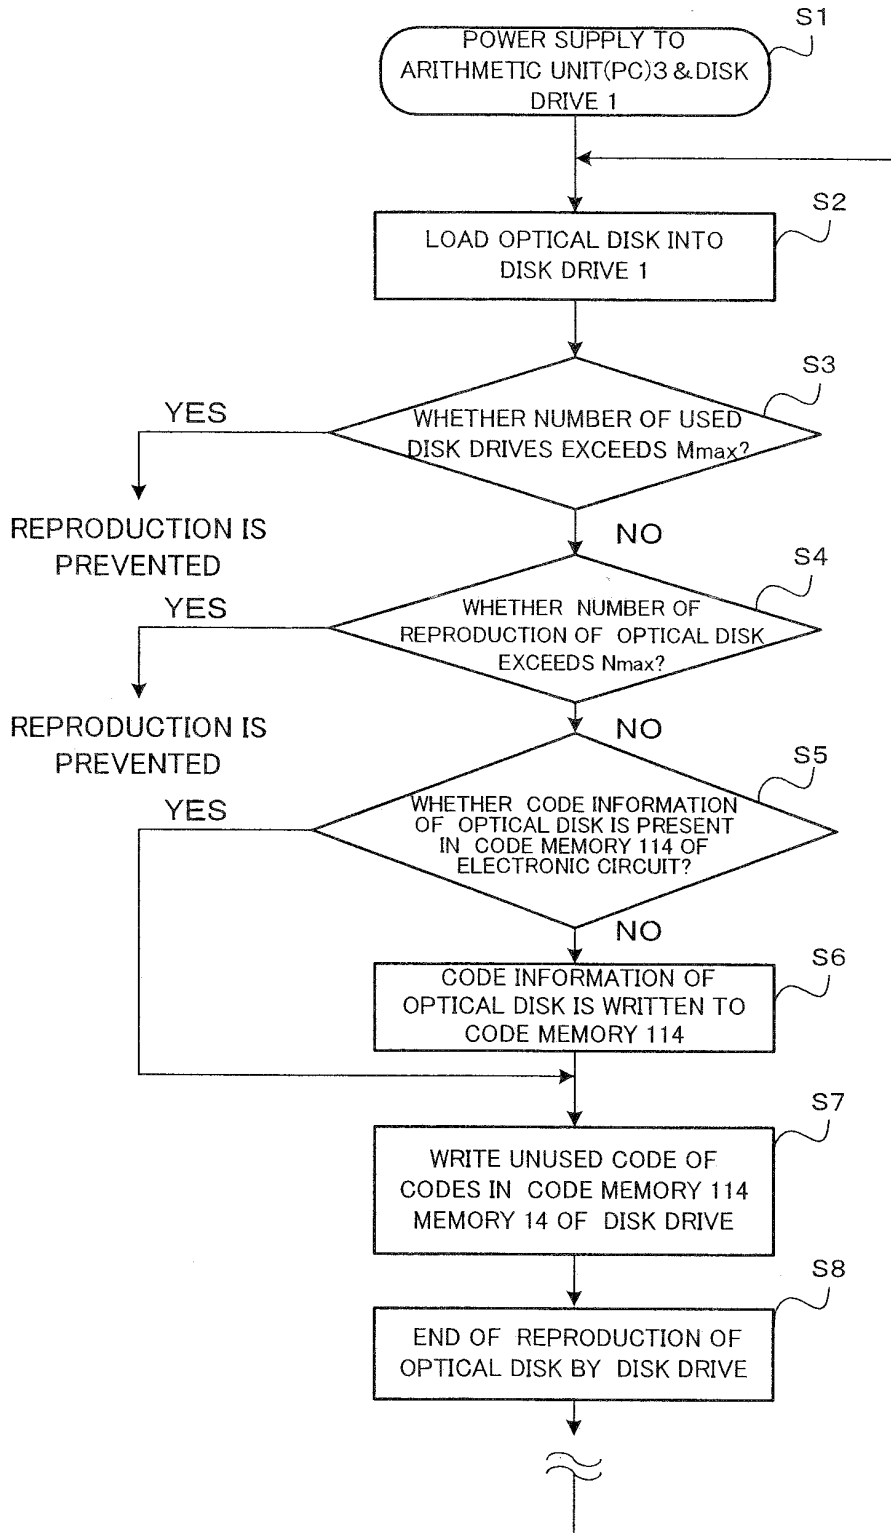 S1
POWER SUPPLY TO
ARITHMETIC UNIT(PC)3 &DISK
DRIVE 1
S2
LOAD OPTICAL DISK INTO
DISK DRIVE 1
S3
WHETHER NUMBER OF USED
DISK DRIVES EXCEEDS Mmax?
YES
REPRODUCTION IS
PREVENTED
NO
S4
WHETHER NUMBER OF
REPRODUCTION OF OPTICAL DISK
EXCEEDS Nmax?
YES
REPRODUCTION IS
PREVENTED
NO
S5
WHETHER CODE INFORMATION
OF OPTICAL DISK IS PRESENT
IN CODE MEMORY 114 OF
ELECTRONIC CIRCUIT?
YES
NO
S6
CODE INFORMATION OF
OPTICAL DISK IS WRITTEN TO
CODE MEMORY 114
S7
WRITE UNUSED CODE OF
CODES IN CODE MEMORY 114
MEMORY 14 OF DISK DRIVE
S8
END OF REPRODUCTION OF
OPTICAL DISK BY DISK DRIVE